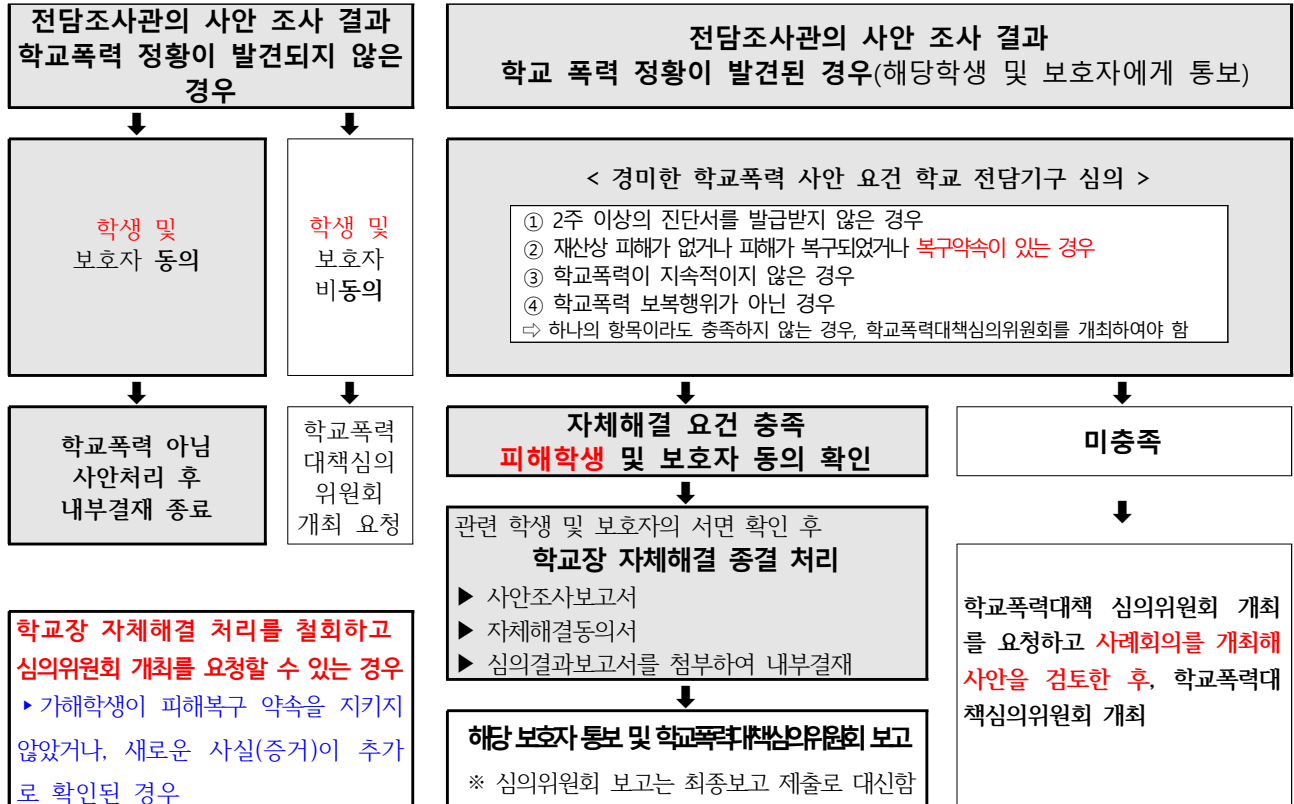 전담조사관의 사안 조사 결과
학교폭력 정황이 발견되지 않은
경우
전담조사관의 사안 조사 결과
학교 폭력 정황이 발견된 경우(해당학생 및 보호자에게 통보)
학생 및
보호자 동의
학생 및
보호자
비동의
< 경미한 학교폭력 사안 요건 학교 전담기구 심의 >
① 2주 이상의 진단서를 발급받지 않은 경우
② 재산상 피해가 없거나 피해가 복구되었거나 복구약속이 있는 경우
③ 학교폭력이 지속적이지 않은 경우
④ 학교폭력 보복행위가 아닌 경우
⇨ 하나의 항목이라도 충족하지 않는 경우, 학교폭력대책심의위원회를 개최하여야 함
학교폭력 아님
사안처리 후
내부결재 종료
학교폭력
대책심의
위원회
개최 요청
자체해결 요건 충족
피해학생 및 보호자 동의 확인
미충족
관련 학생 및 보호자의 서면 확인 후
학교장 자체해결 종결 처리
▶ 사안조사보고서
▶ 자체해결동의서
▶ 심의결과보고서를 첨부하여 내부결재
학교폭력대책 심의위원회 개최
를 요청하고 사례회의를 개최해
사안을 검토한 후, 학교폭력대
책심의위원회 개최
학교장 자체해결 처리를 철회하고
심의위원회 개최를 요청할 수 있는 경우
▸가해학생이 피해복구 약속을 지키지
않았거나, 새로운 사실(증거)이 추가
로 확인된 경우
해당 보호자 통보 및 학교폭력대책심의위원회 보고
※ 심의위원회 보고는 최종보고 제출로 대신함